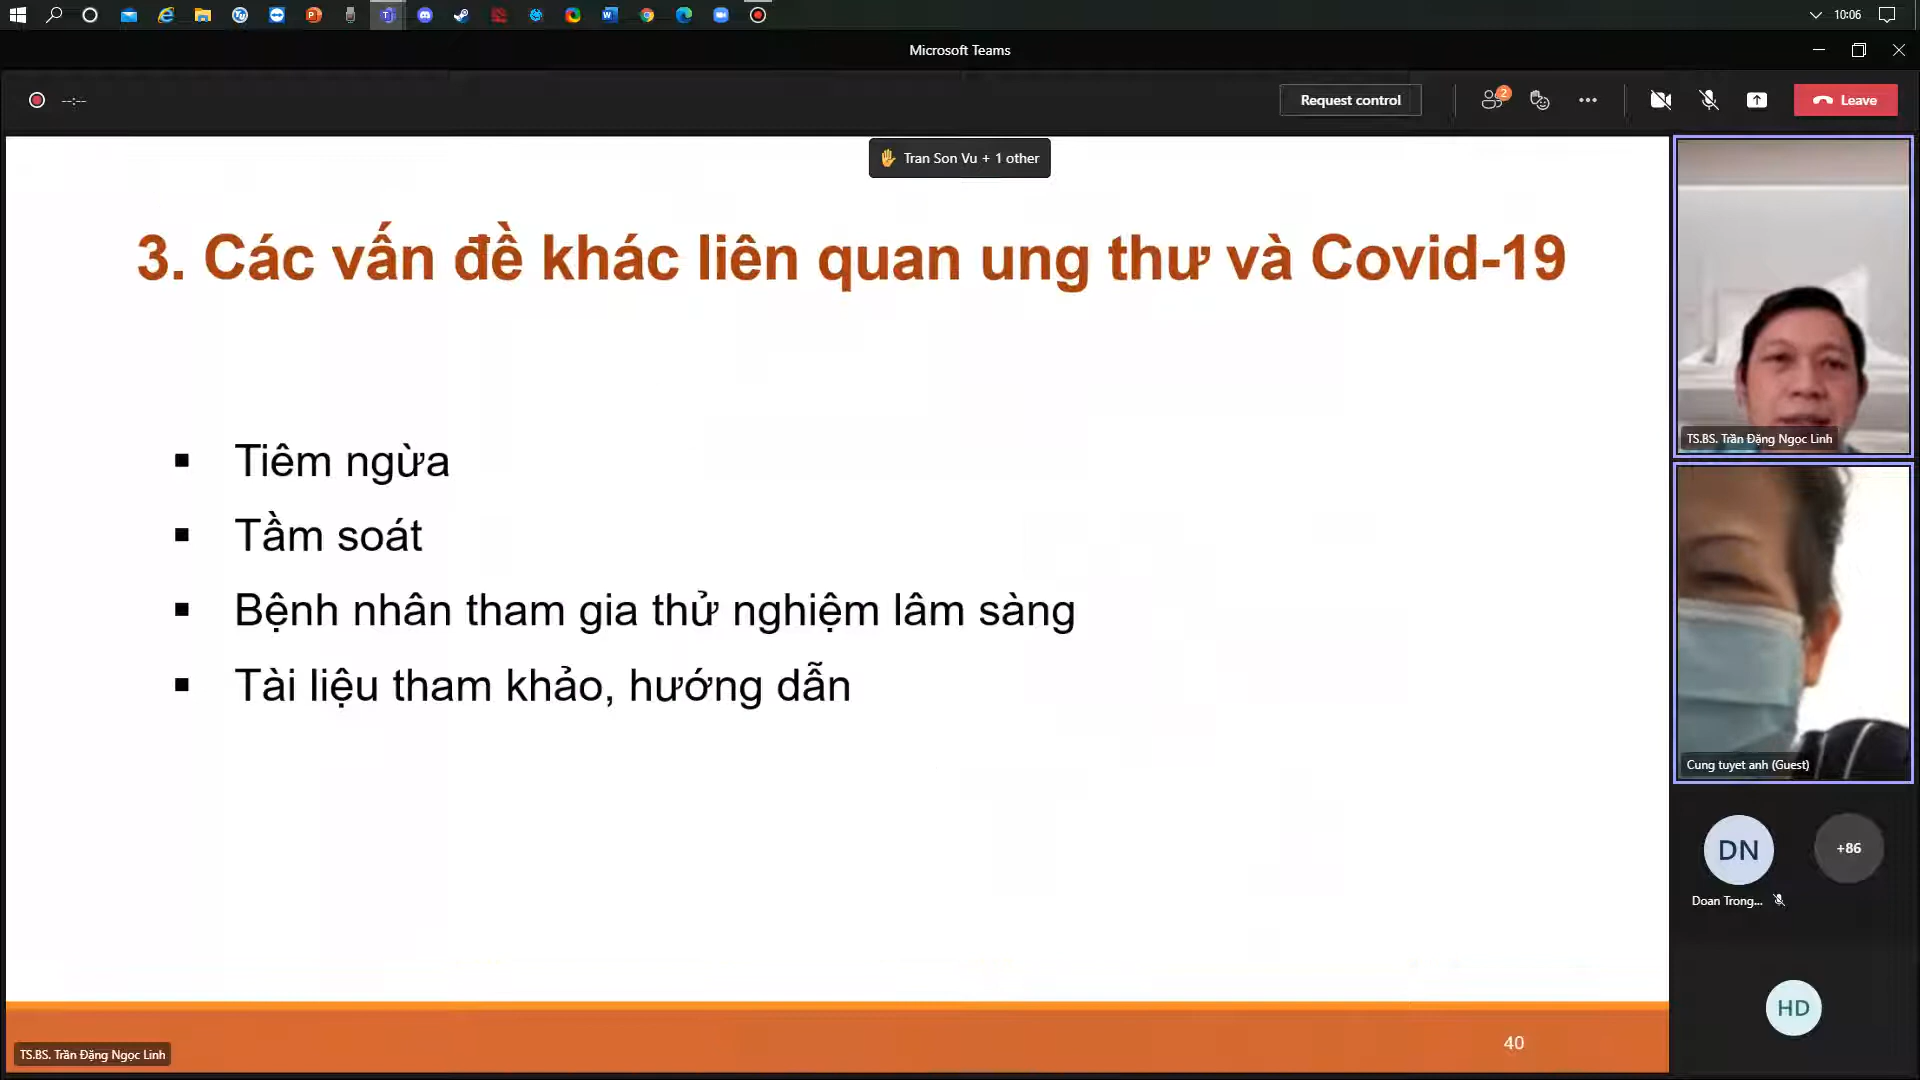 10:06
Microsoft Teams
--:--
Request control
2
Leave
Tran Son Vu + 1 other
3. Các vấn đề khác liên quan ung thư và Covid-19
Tiêm ngừa
Tầm soát
Bệnh nhân tham gia thử nghiệm lâm sàng
Tài liệu tham khảo, hướng dẫn
40
TS.BS. Trần Đặng Ngọc Linh
TS.BS. Trần Đặng Ngọc Linh
Cung tuyet anh (Guest)
DN
+86
Doan Trong...
HD